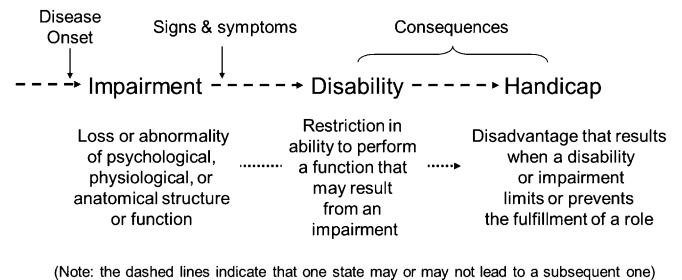 Disease
Onset
Signs & symptoms
Consequences
Impairment
Disability
Handicap
Loss or abnormality
of psychological,
physiological, or
anatomical structure
or function
Restriction in
ability to perform
a function that
may result
from an
impairment
Disadvantage that results
when a disability
or impairment
limits or prevents
the fulfillment of a role
(Note: the dashed lines indicate that one state may or may not lead to a subsequent one)